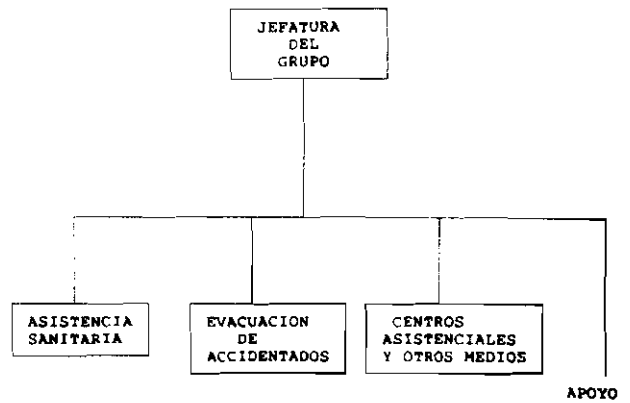 JEFATURA
DEL
GRUPO
ASISTENCIA
SANITARIA
EVACUACION
DE
ACCIDENTADOS
CENTROS
ASISTENCIALES
Y OTROS MEDIOS
APOYO